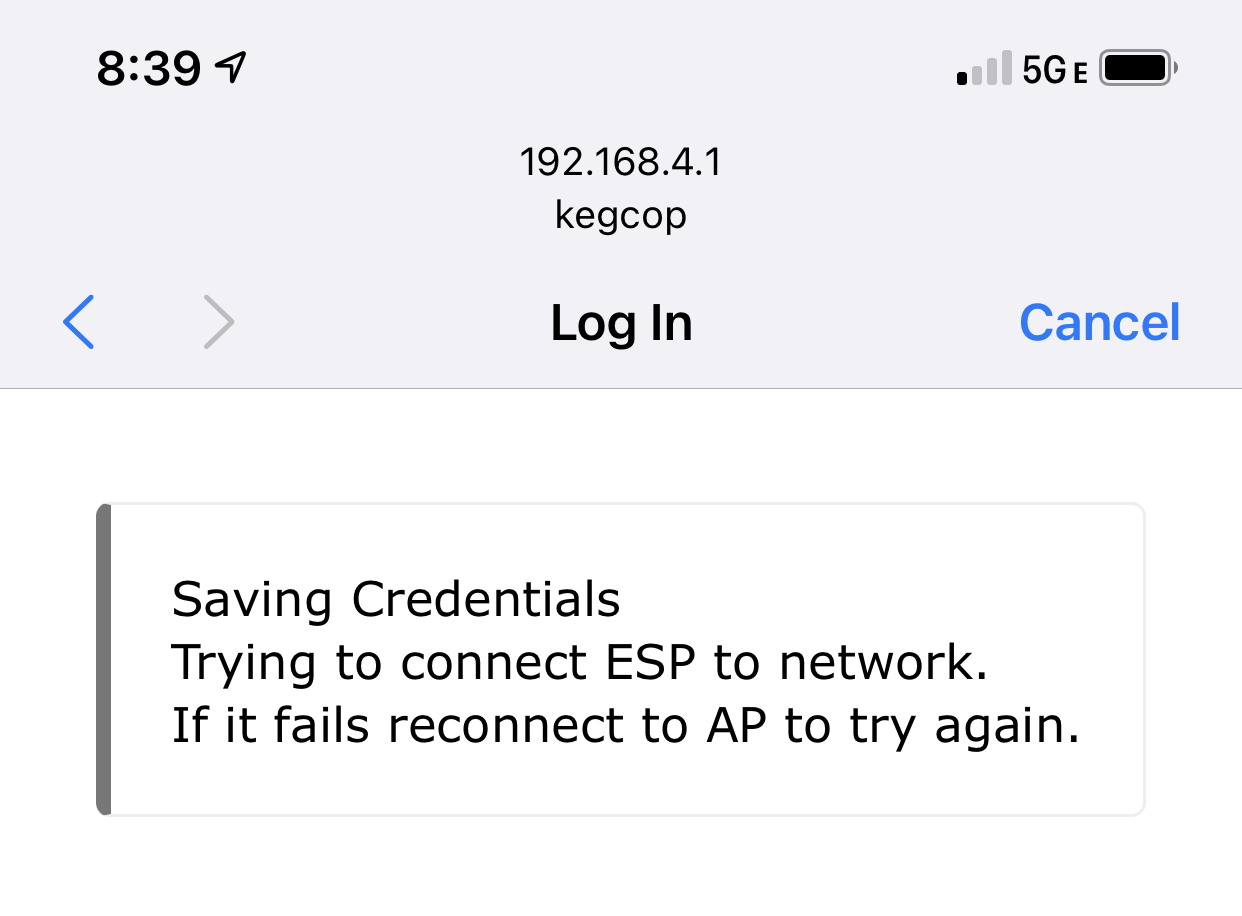 8:39
5G E
192.168.4.1
kegcop
Log In
Cancel
Saving Credentials
Trying to connect ESP to network.
If it fails reconnect to AP to try again.